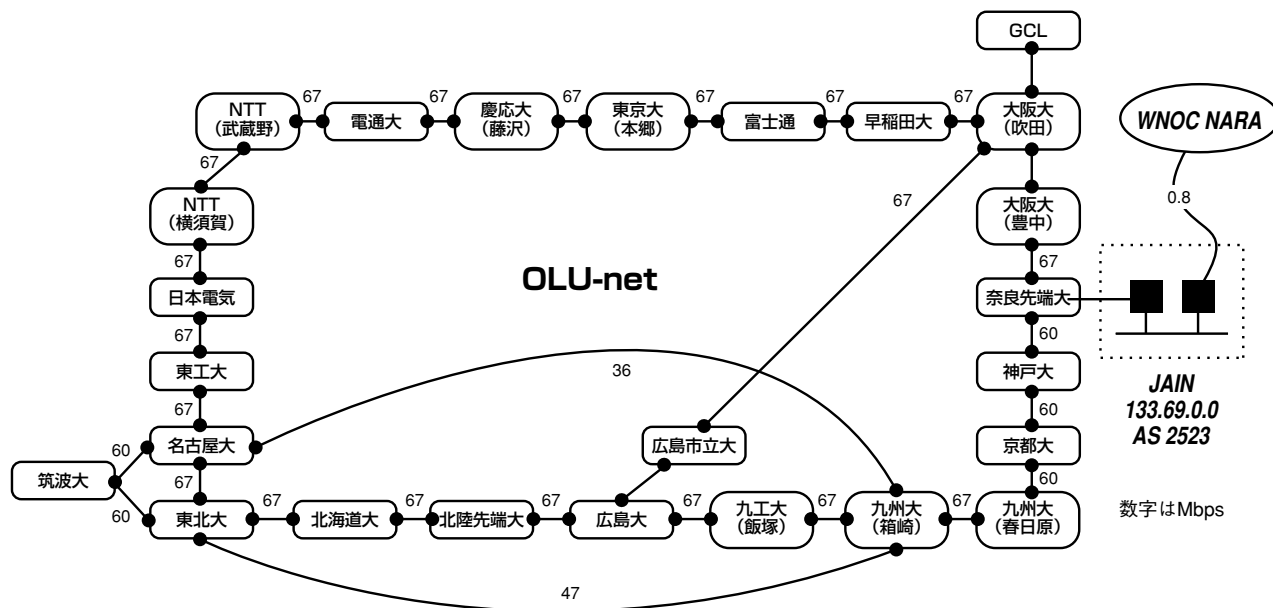 GCL
67
67
67
67
67
67
NTT
（武蔵野）
電通大
慶応大
（藤沢）
東京大
（本郷）
富士通
早稲田大
大阪大
（吹田）
WNOC NARA
67
NTT
（横須賀）
67
大阪大
（豊中）
0.8
67
OLU-net
67
日本電気
奈良先端大
67
60
東工大
36
神戸大
JAIN
133.69.0.0
AS 2523
67
60
60
名古屋大
広島市立大
京都大
筑波大
67
60
60
東北大
67
北海道大
67
北陸先端大
67
広島大
67
九工大
（飯塚）
67
九州大
（箱崎）
67
九州大
（春日原）
数字はMbps
47